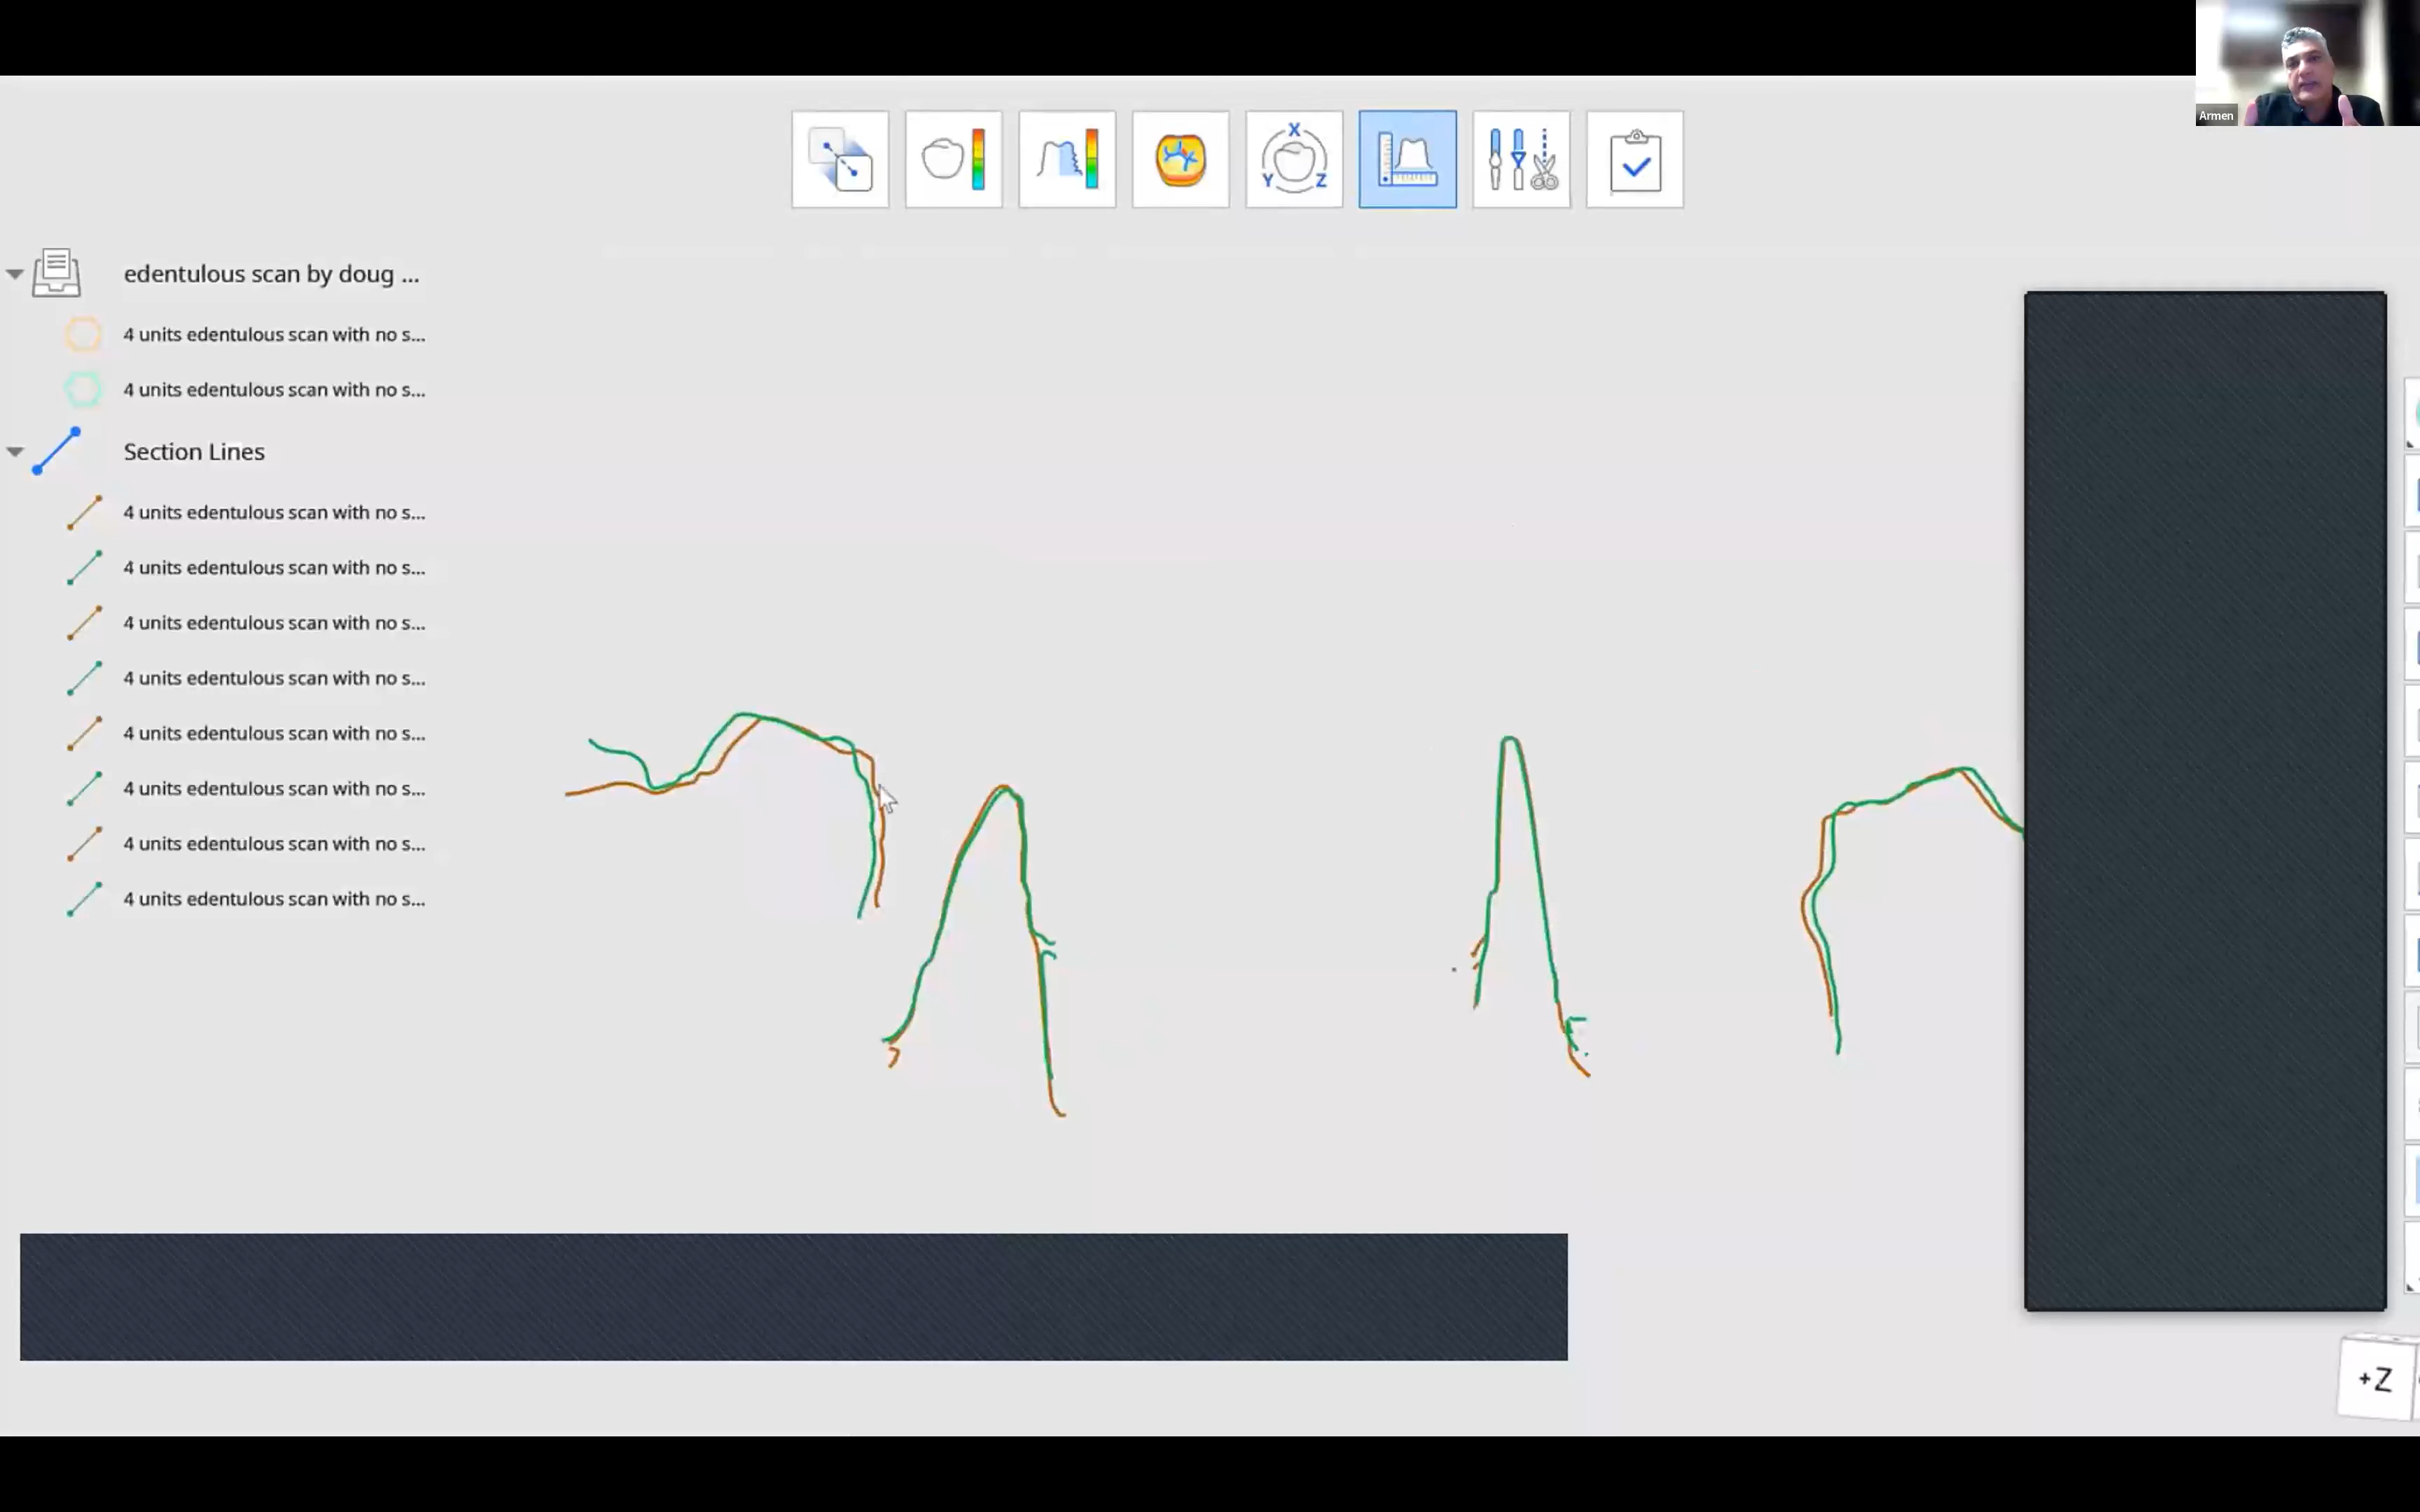 Armen
X
Y
Z
edentulous scan by doug ...
4 units edentulous scan with no s...
4 units edentulous scan with no s...
Section Lines
4 units edentulous scan with no s...
4 units edentulous scan with no s...
4 units edentulous scan with no s...
4 units edentulous scan with no s...
4 units edentulous scan with no s...
4 units edentulous scan with no s...
4 units edentulous scan with no s...
4 units edentulous scan with no s...
+Z